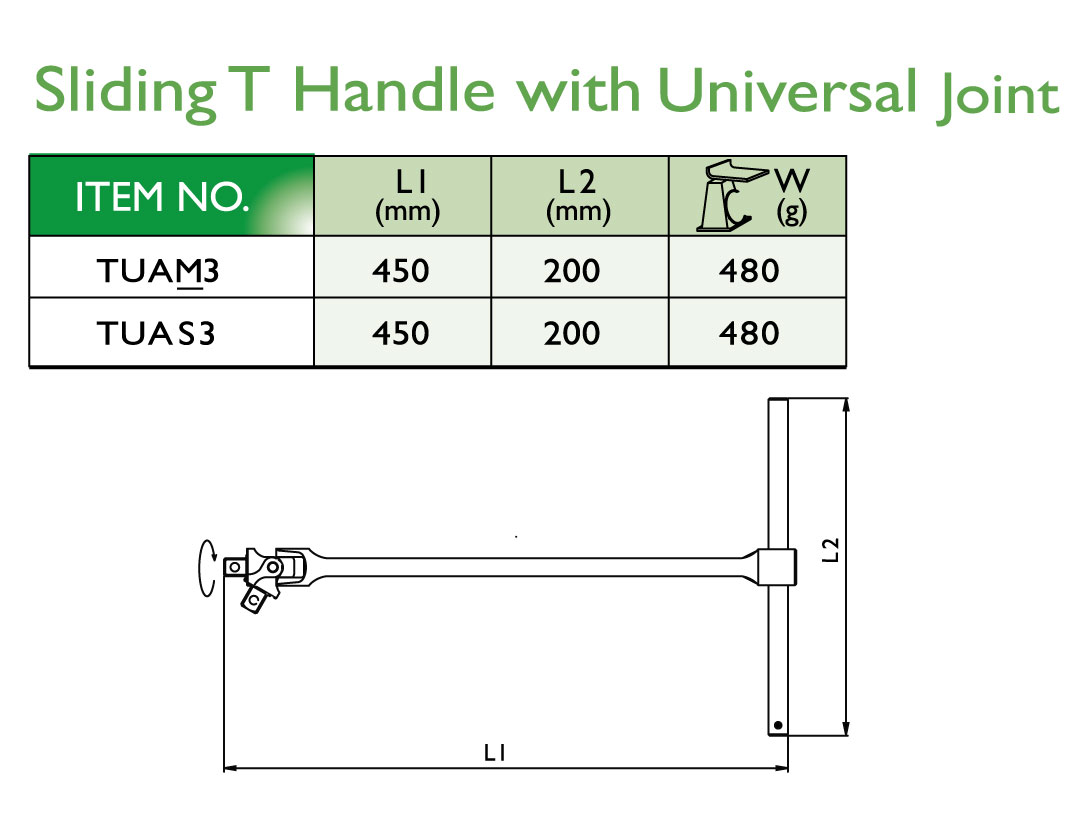 Sliding T Handle with Universal Joint
ITEM NO. L1 (mm) L2 (mm) W (g)
TUAM3 450 200 480
TUAS3 450 200 480
L2
L1